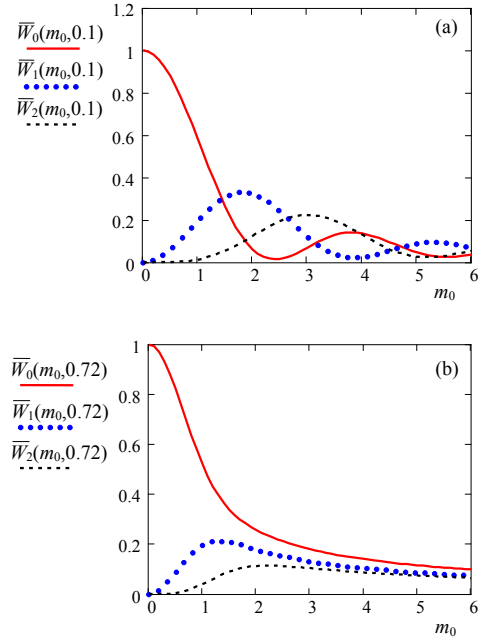 1.2
(a)
W̅₀(m₀,0.1)
1
W̅₁(m₀,0.1)
0.8
W̅₂(m₀,0.1)
0.6
0.4
0.2
0
0 1 2 3 4 5 6
m₀
1
(b)
W̅₀(m₀,0.72)
0.8
W̅₁(m₀,0.72)
0.6
W̅₂(m₀,0.72)
0.4
0.2
0
0 1 2 3 4 5 6
m₀